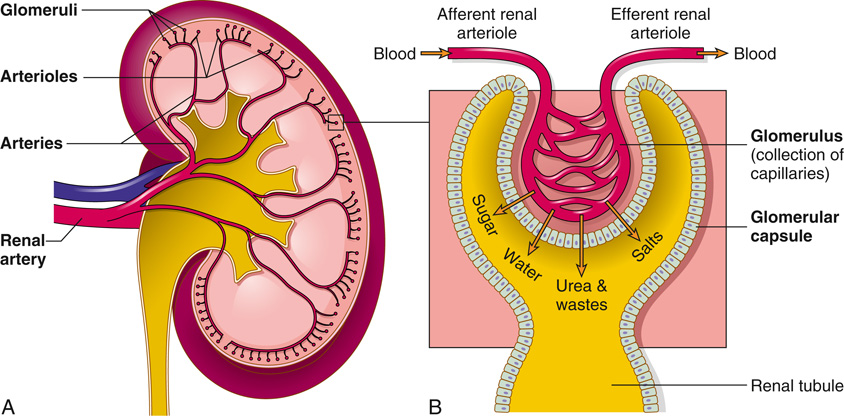 Glomeruli
Arterioles
Arteries
Renal
artery
A
Afferent renal
arteriole
Efferent renal
arteriole
Blood
Blood
Glomerulus
(collection of
capillaries)
Glomerular
capsule
Sugar
Water
Urea &
wastes
Salts
Renal tubule
B